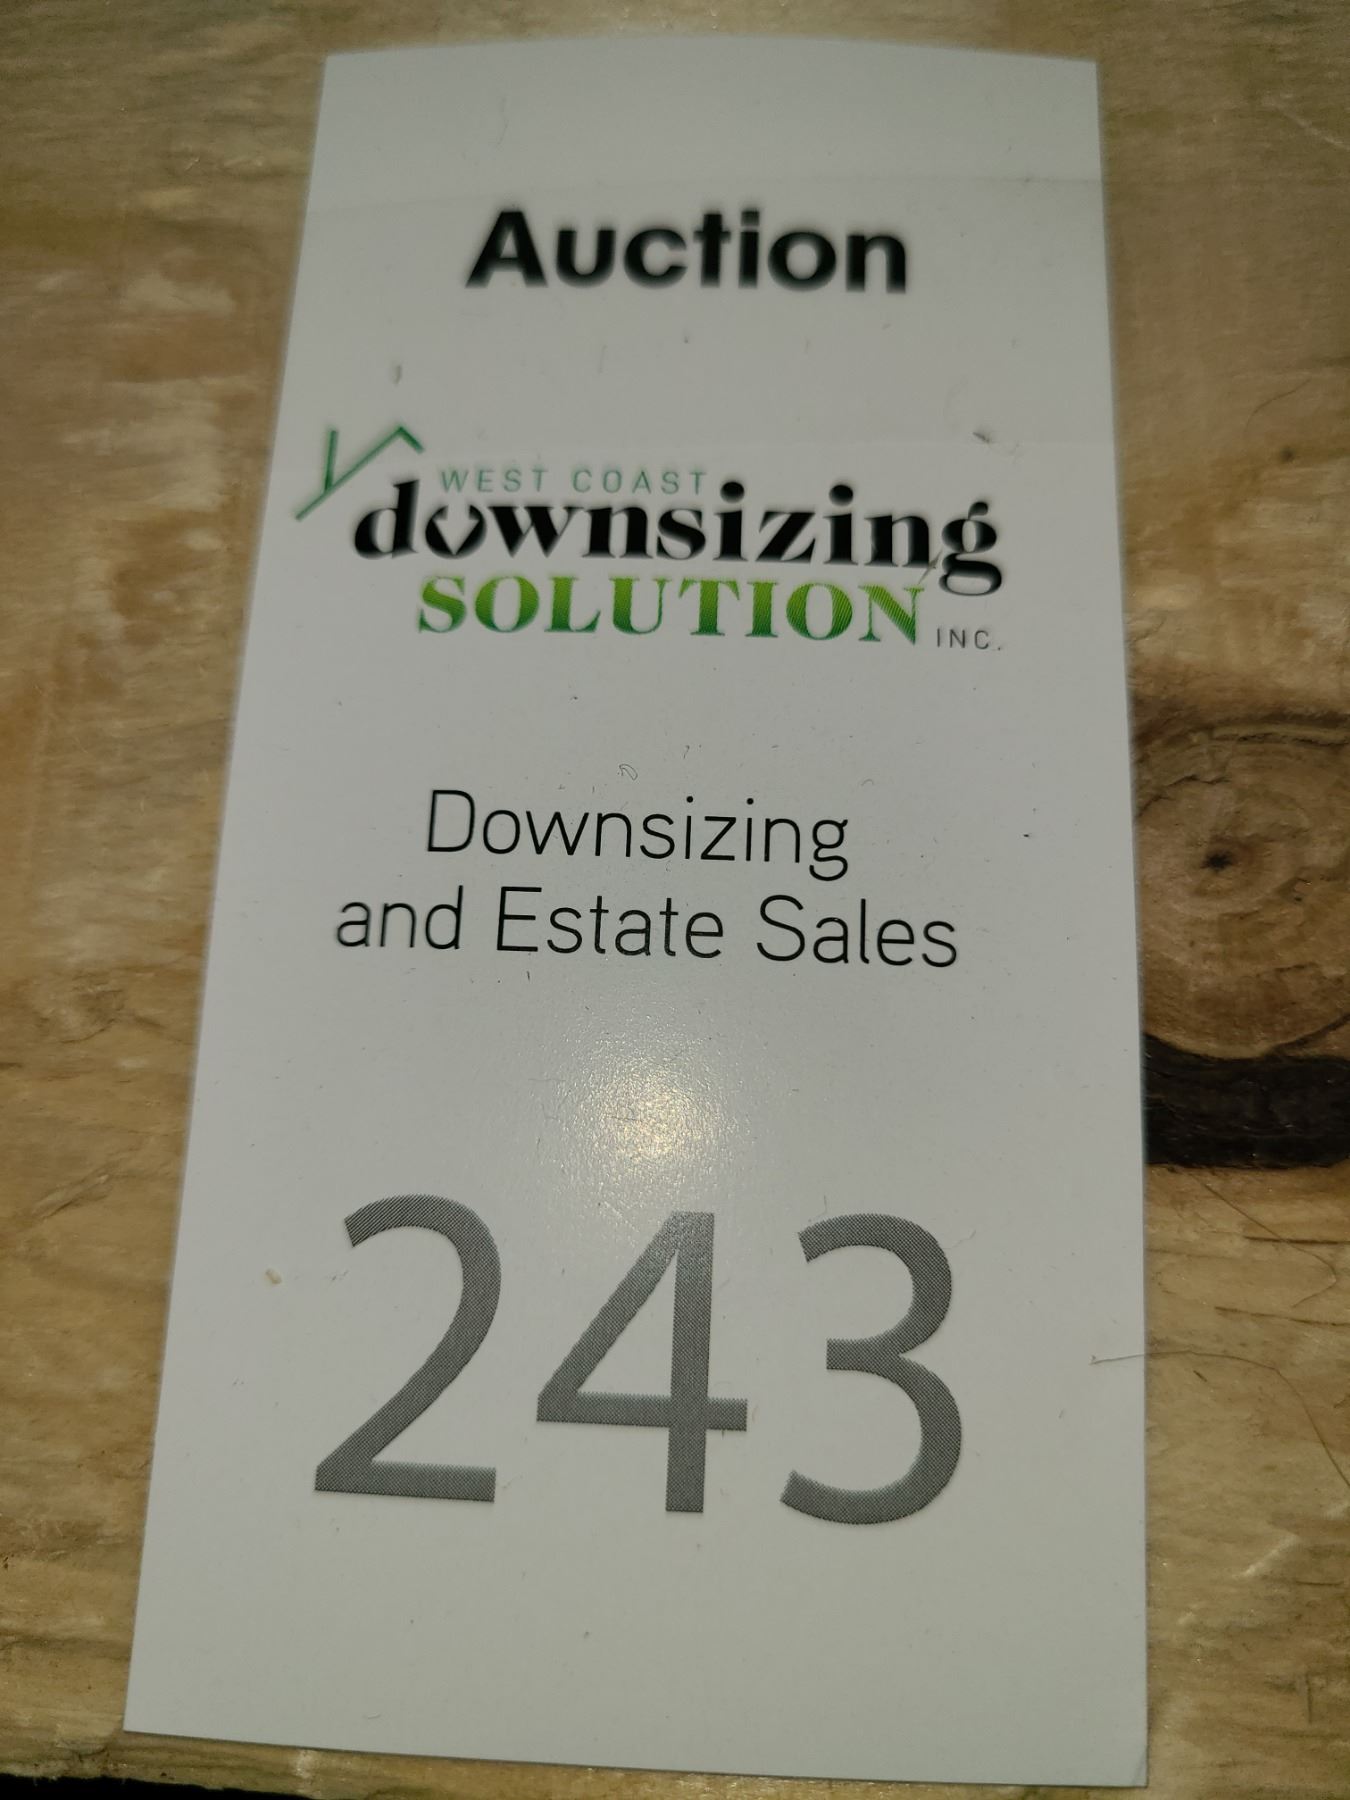 Auction
WEST COAST
downsizing
SOLUTION INC.
Downsizing
and Estate Sales
243